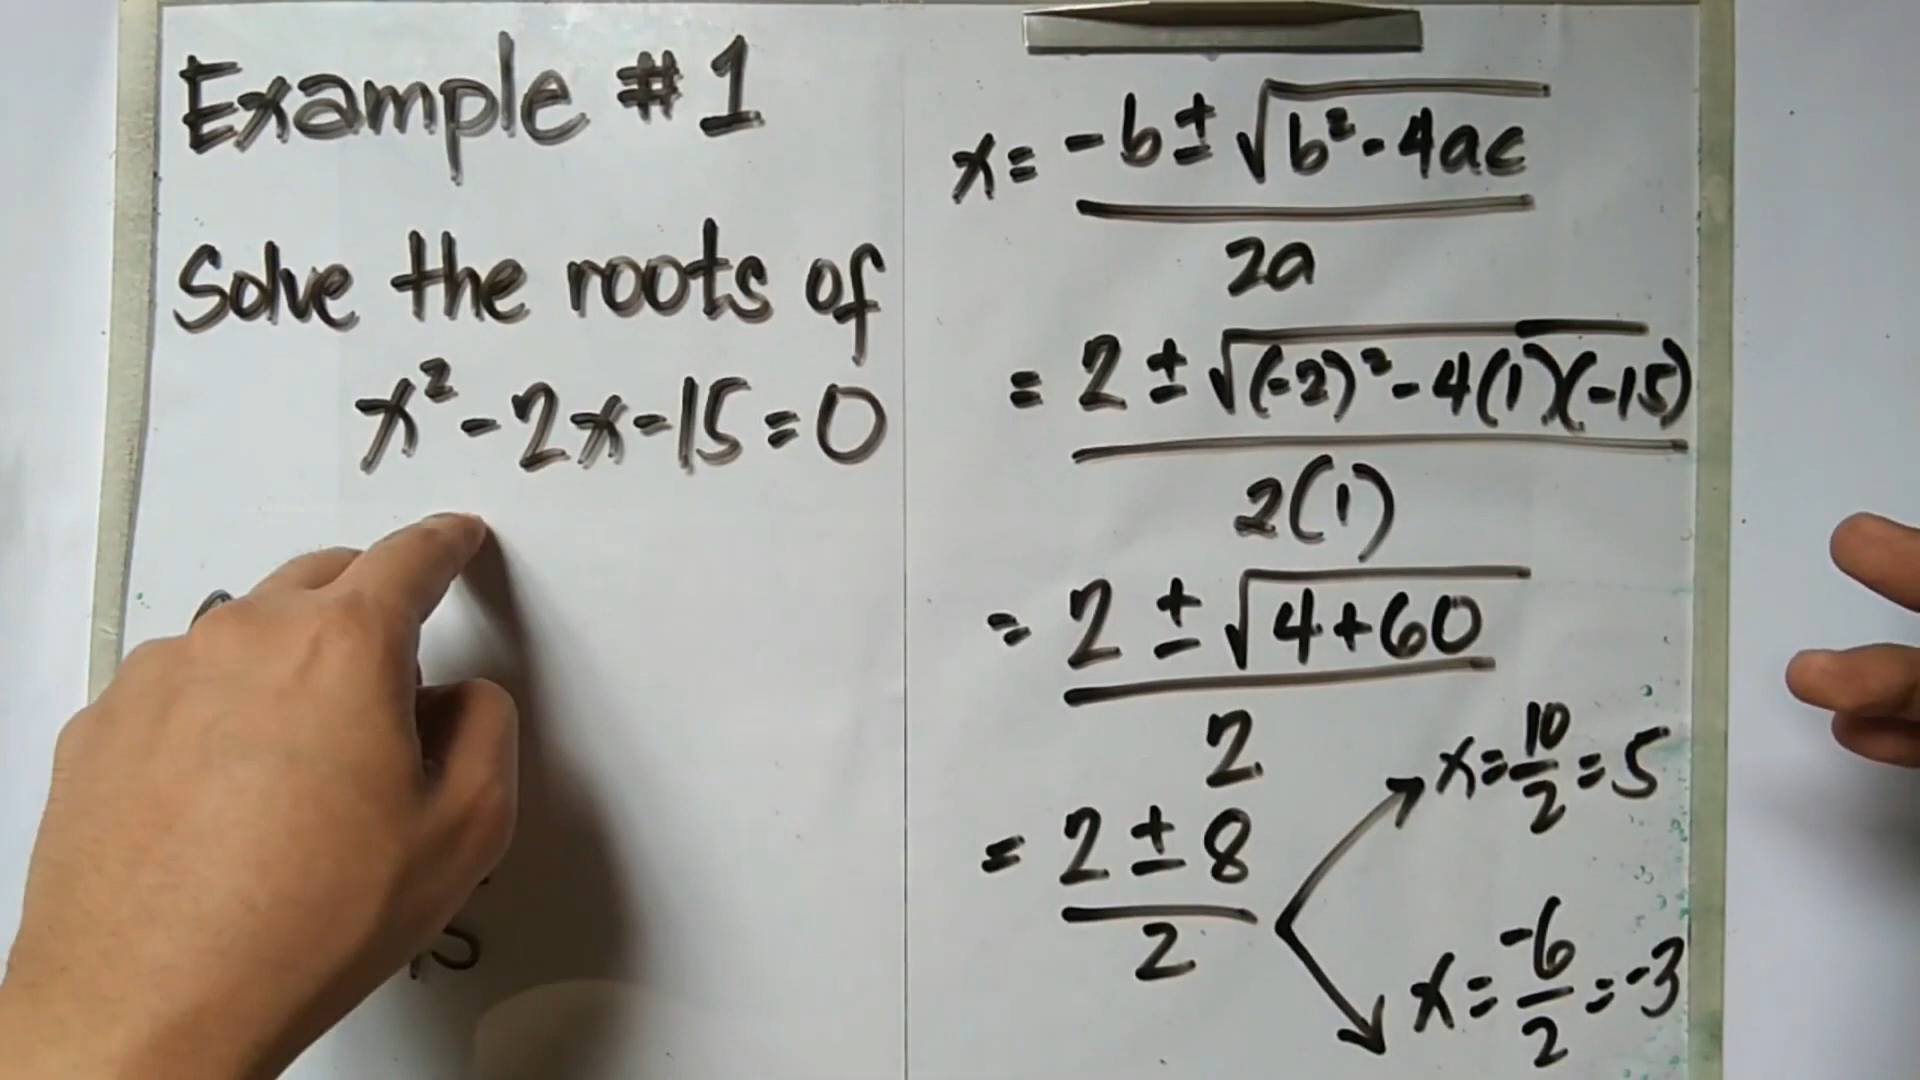 Example #1
Solve the roots of
x² - 2x - 15 = 0
x = -b ± √b² - 4ac
2a
= 2 ± √(-2)² - 4(1)(-15)
2(1)
= 2 ± √4 + 60
2
= 2 ± 8
2
x = 10/2 = 5
x = -6/2 = -3